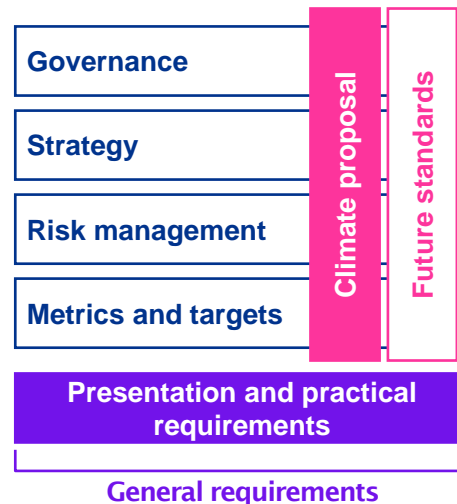 Governance
Strategy
Risk management
Metrics and targets
Climate proposal
Future standards
Presentation and practical
requirements
General requirements